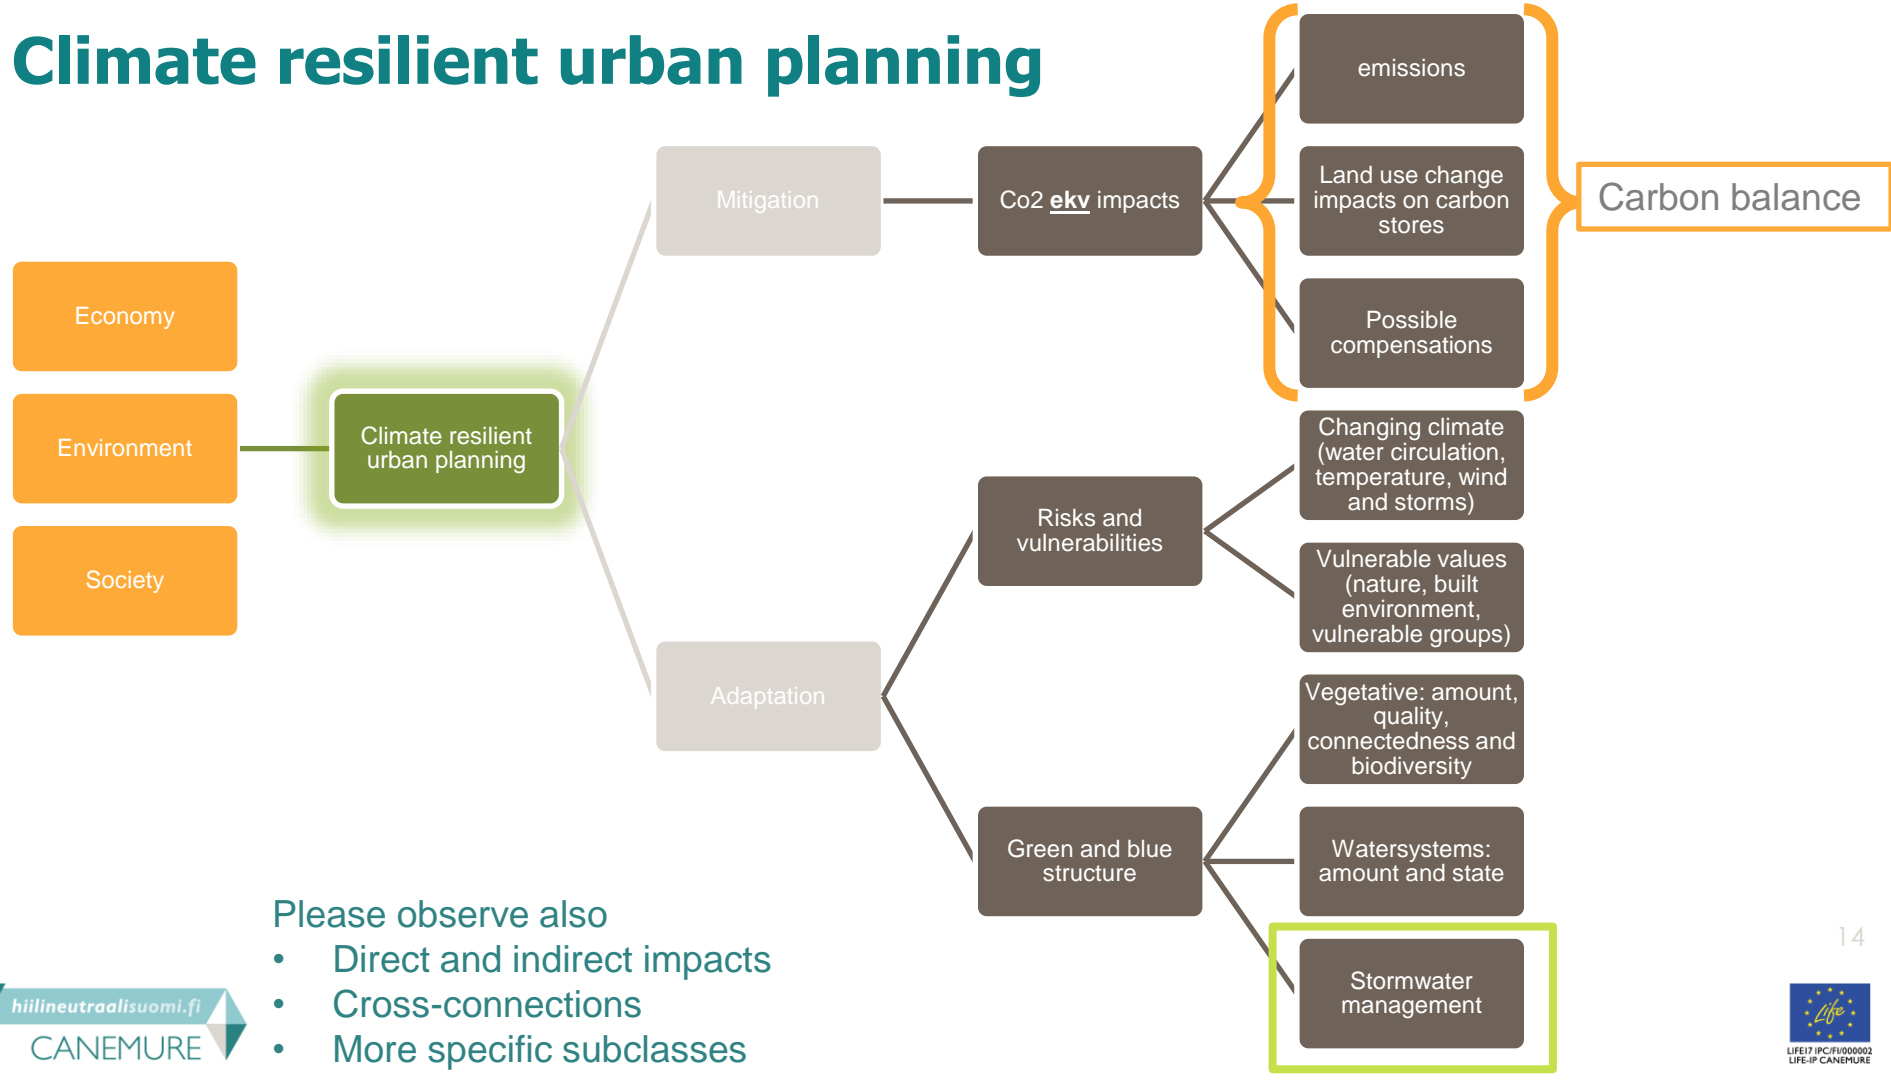 Climate resilient urban planning
emissions
Mitigation
Co2 ekv impacts
Land use change
impacts on carbon
stores
Carbon balance
Possible
compensations
Economy
Environment
Society
Climate resilient
urban planning
Changing climate
(water circulation,
temperature, wind
and storms)
Risks and
vulnerabilities
Vulnerable values
(nature, built
environment,
vulnerable groups)
Adaptation
Vegetative: amount,
quality,
connectedness and
biodiversity
Green and blue
structure
Watersystems:
amount and state
Stormwater
management
Please observe also
• Direct and indirect impacts
• Cross-connections
• More specific subclasses
hiilineutraalisuomi.fi
CANEMURE
14
Life
LIFE17 IPC/FI/000002
LIFE-IP CANEMURE